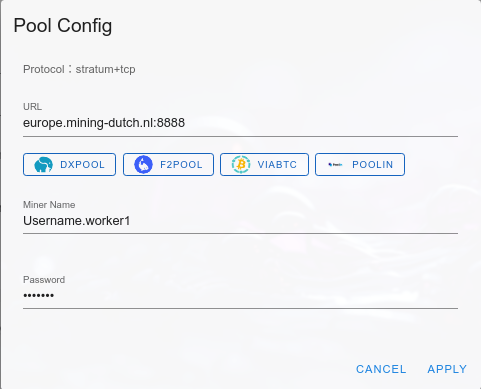 Pool Config
Protocol：stratum+tcp
URL
europe.mining-dutch.nl:8888
DXPOOL F2POOL VIABTC POOLIN
Miner Name
Username.worker1
Password
•••••••
CANCEL APPLY